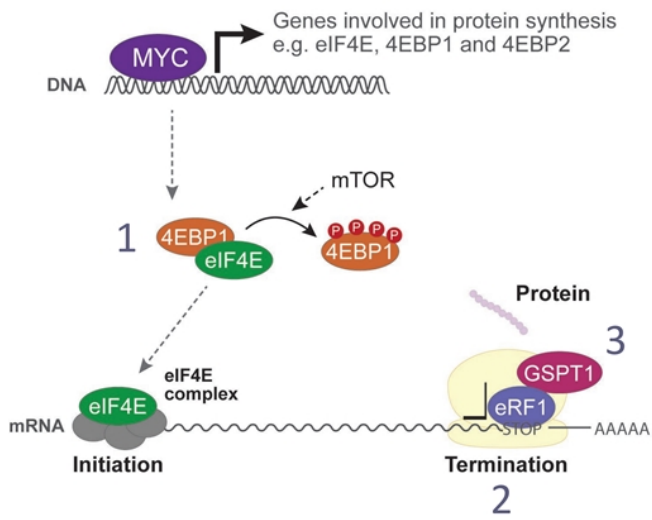 Genes involved in protein synthesis
e.g. eIF4E, 4EBP1 and 4EBP2
MYC
DNA
mTOR
1
4EBP1
eIF4E
P P P P
4EBP1
Protein
3
GSPT1
eIF4E
complex
eIF4E
eRF1
mRNA
STOP
AAAAA
Initiation
Termination
2